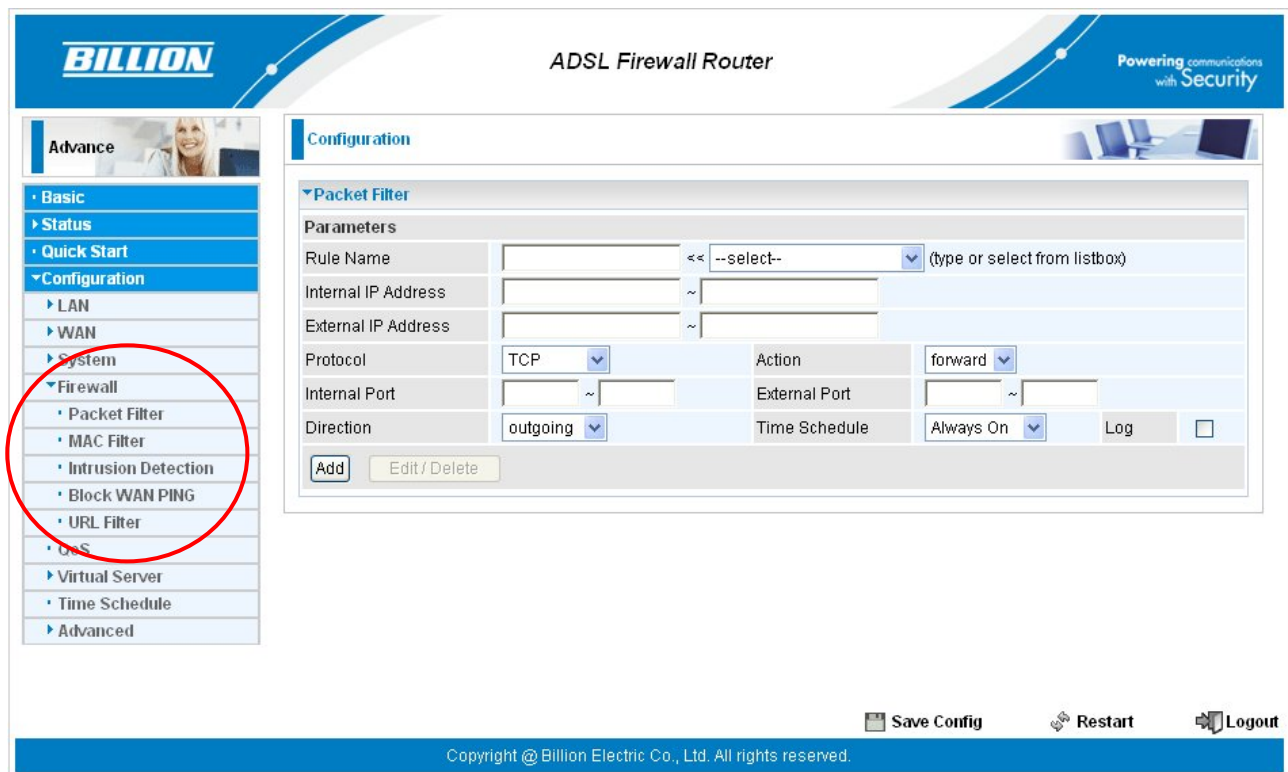 BILLION
ADSL Firewall Router
Powering communications
with Security
Advance
Basic
Status
Quick Start
Configuration
LAN
WAN
System
Firewall
Packet Filter
MAC Filter
Intrusion Detection
Block WAN PING
URL Filter
QoS
Virtual Server
Time Schedule
Advanced
Configuration
Packet Filter
Parameters
Rule Name << --select-- (type or select from listbox)
Internal IP Address ~
External IP Address ~
Protocol TCP Action forward
Internal Port ~ External Port ~
Direction outgoing Time Schedule Always On Log
Add Edit / Delete
Save Config Restart Logout
Copyright @ Billion Electric Co., Ltd. All rights reserved.